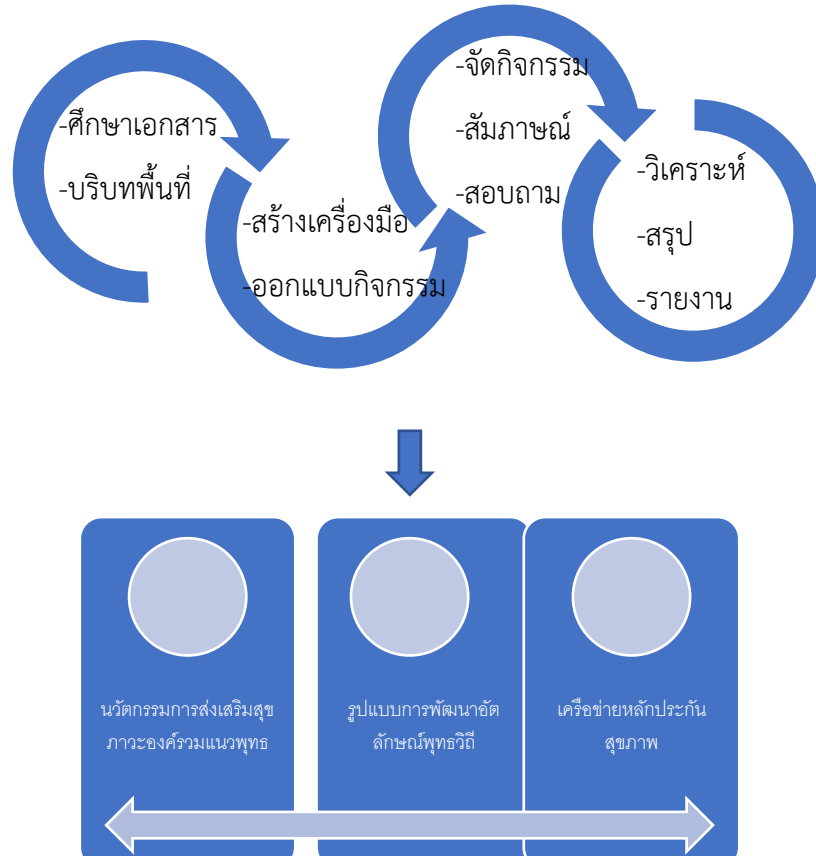 -ศึกษาเอกสาร
-บริบทพื้นที่
-สร้างเครื่องมือ
-ออกแบบกิจกรรม
-จัดกิจกรรม
-สัมภาษณ์
-สอบถาม
-วิเคราะห์
-สรุป
-รายงาน
นวัตกรรมการส่งเสริมสุข
ภาวะองค์รวมแนวพุทธ
รูปแบบการพัฒนาอัต
ลักษณ์พุทธวิถี
เครือข่ายหลักประกัน
สุขภาพ